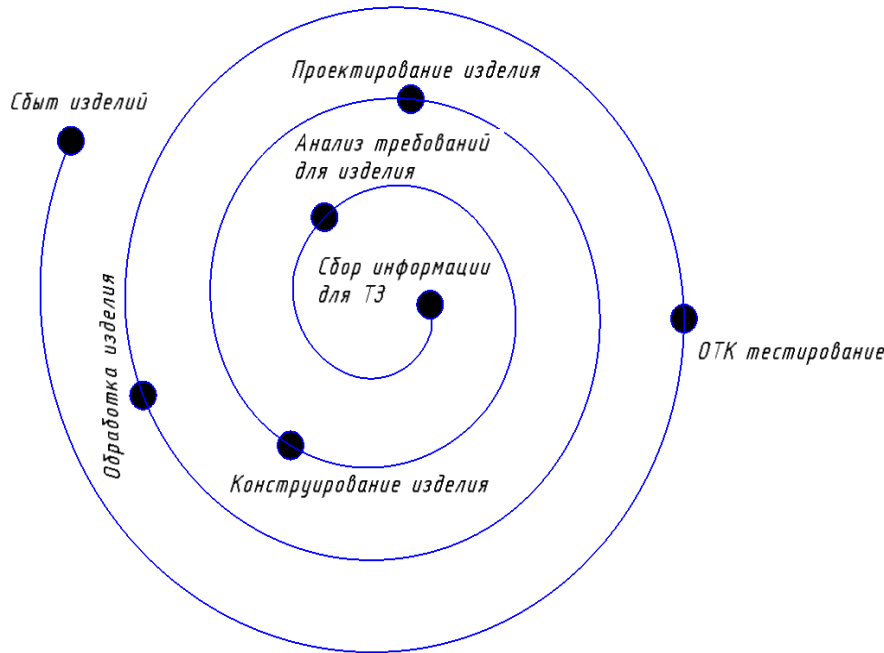 Проектирование изделия
Сбыт изделий
Анализ требований
для изделия
Сбор информации
для ТЗ
ОТК тестирование
Обработка изделия
Конструирование изделия